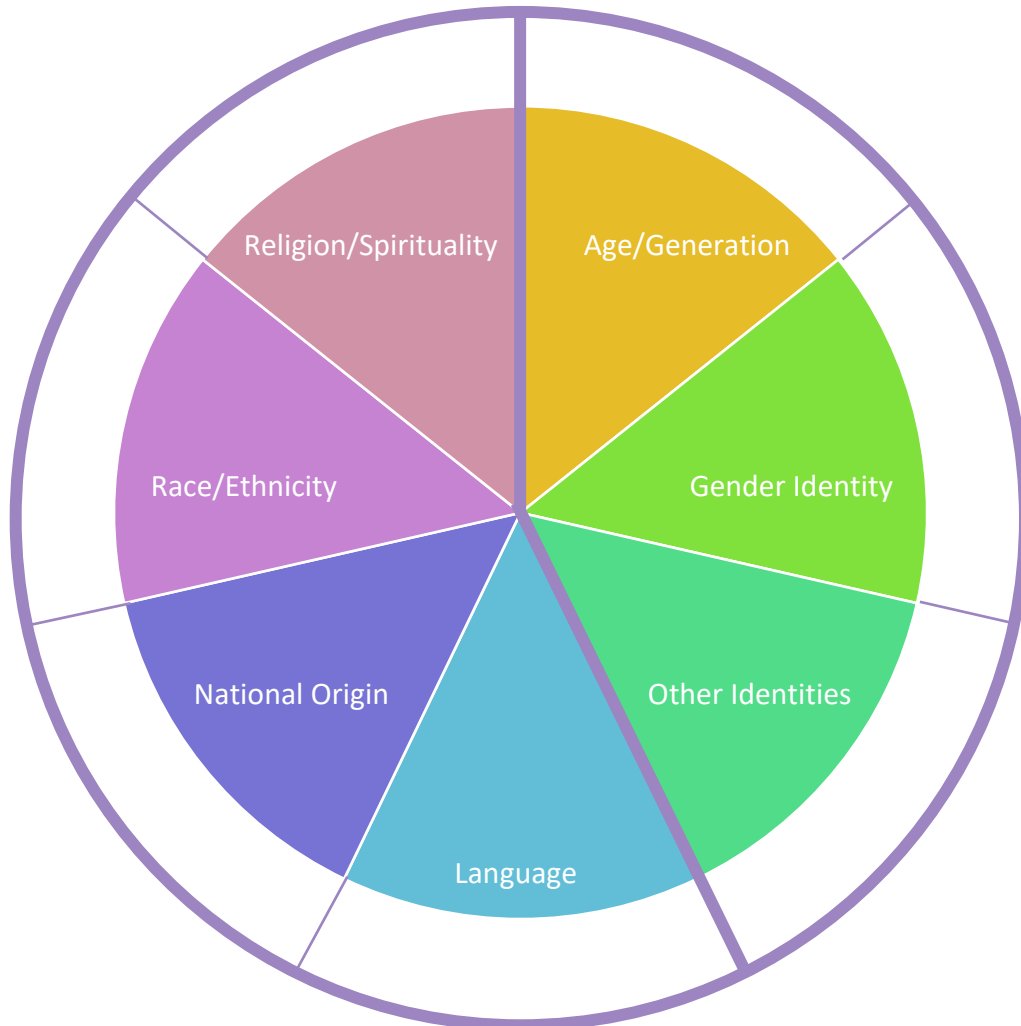 Religion/Spirituality
Age/Generation
Race/Ethnicity
Gender Identity
National Origin
Other Identities
Language